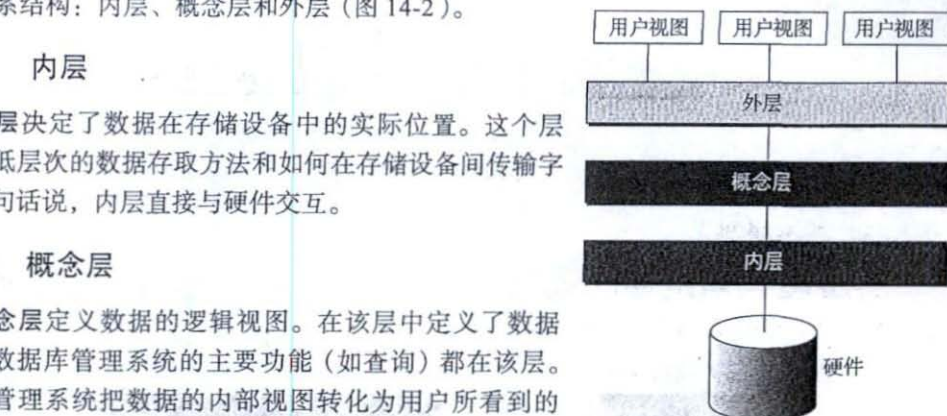 系结构：内层、概念层和外层（图 14-2）。
内层
层决定了数据在存储设备中的实际位置。这个层
低层次的数据存取方法和如何在存储设备间传输字
句话说，内层直接与硬件交互。
概念层
念层定义数据的逻辑视图。在该层中定义了数据
数据库管理系统的主要功能（如查询）都在该层。
管理系统把数据的内部视图转化为用户所看到的
用户视图 用户视图 用户视图
外层
概念层
内层
硬件